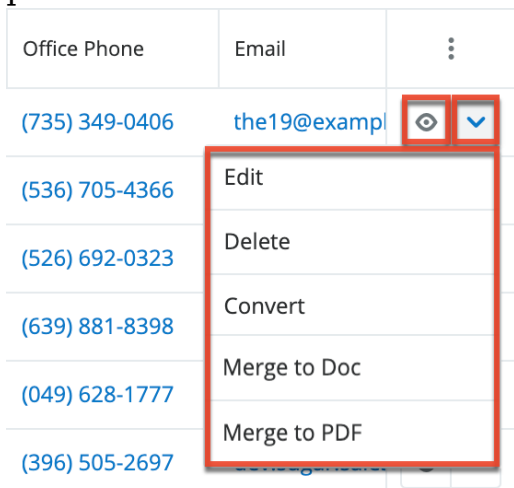 Office Phone Email
(735) 349-0406 the19@exampl
(536) 705-4366 Edit
Delete
(526) 692-0323
Convert
(639) 881-8398
Merge to Doc
(049) 628-1777
Merge to PDF
(396) 505-2697